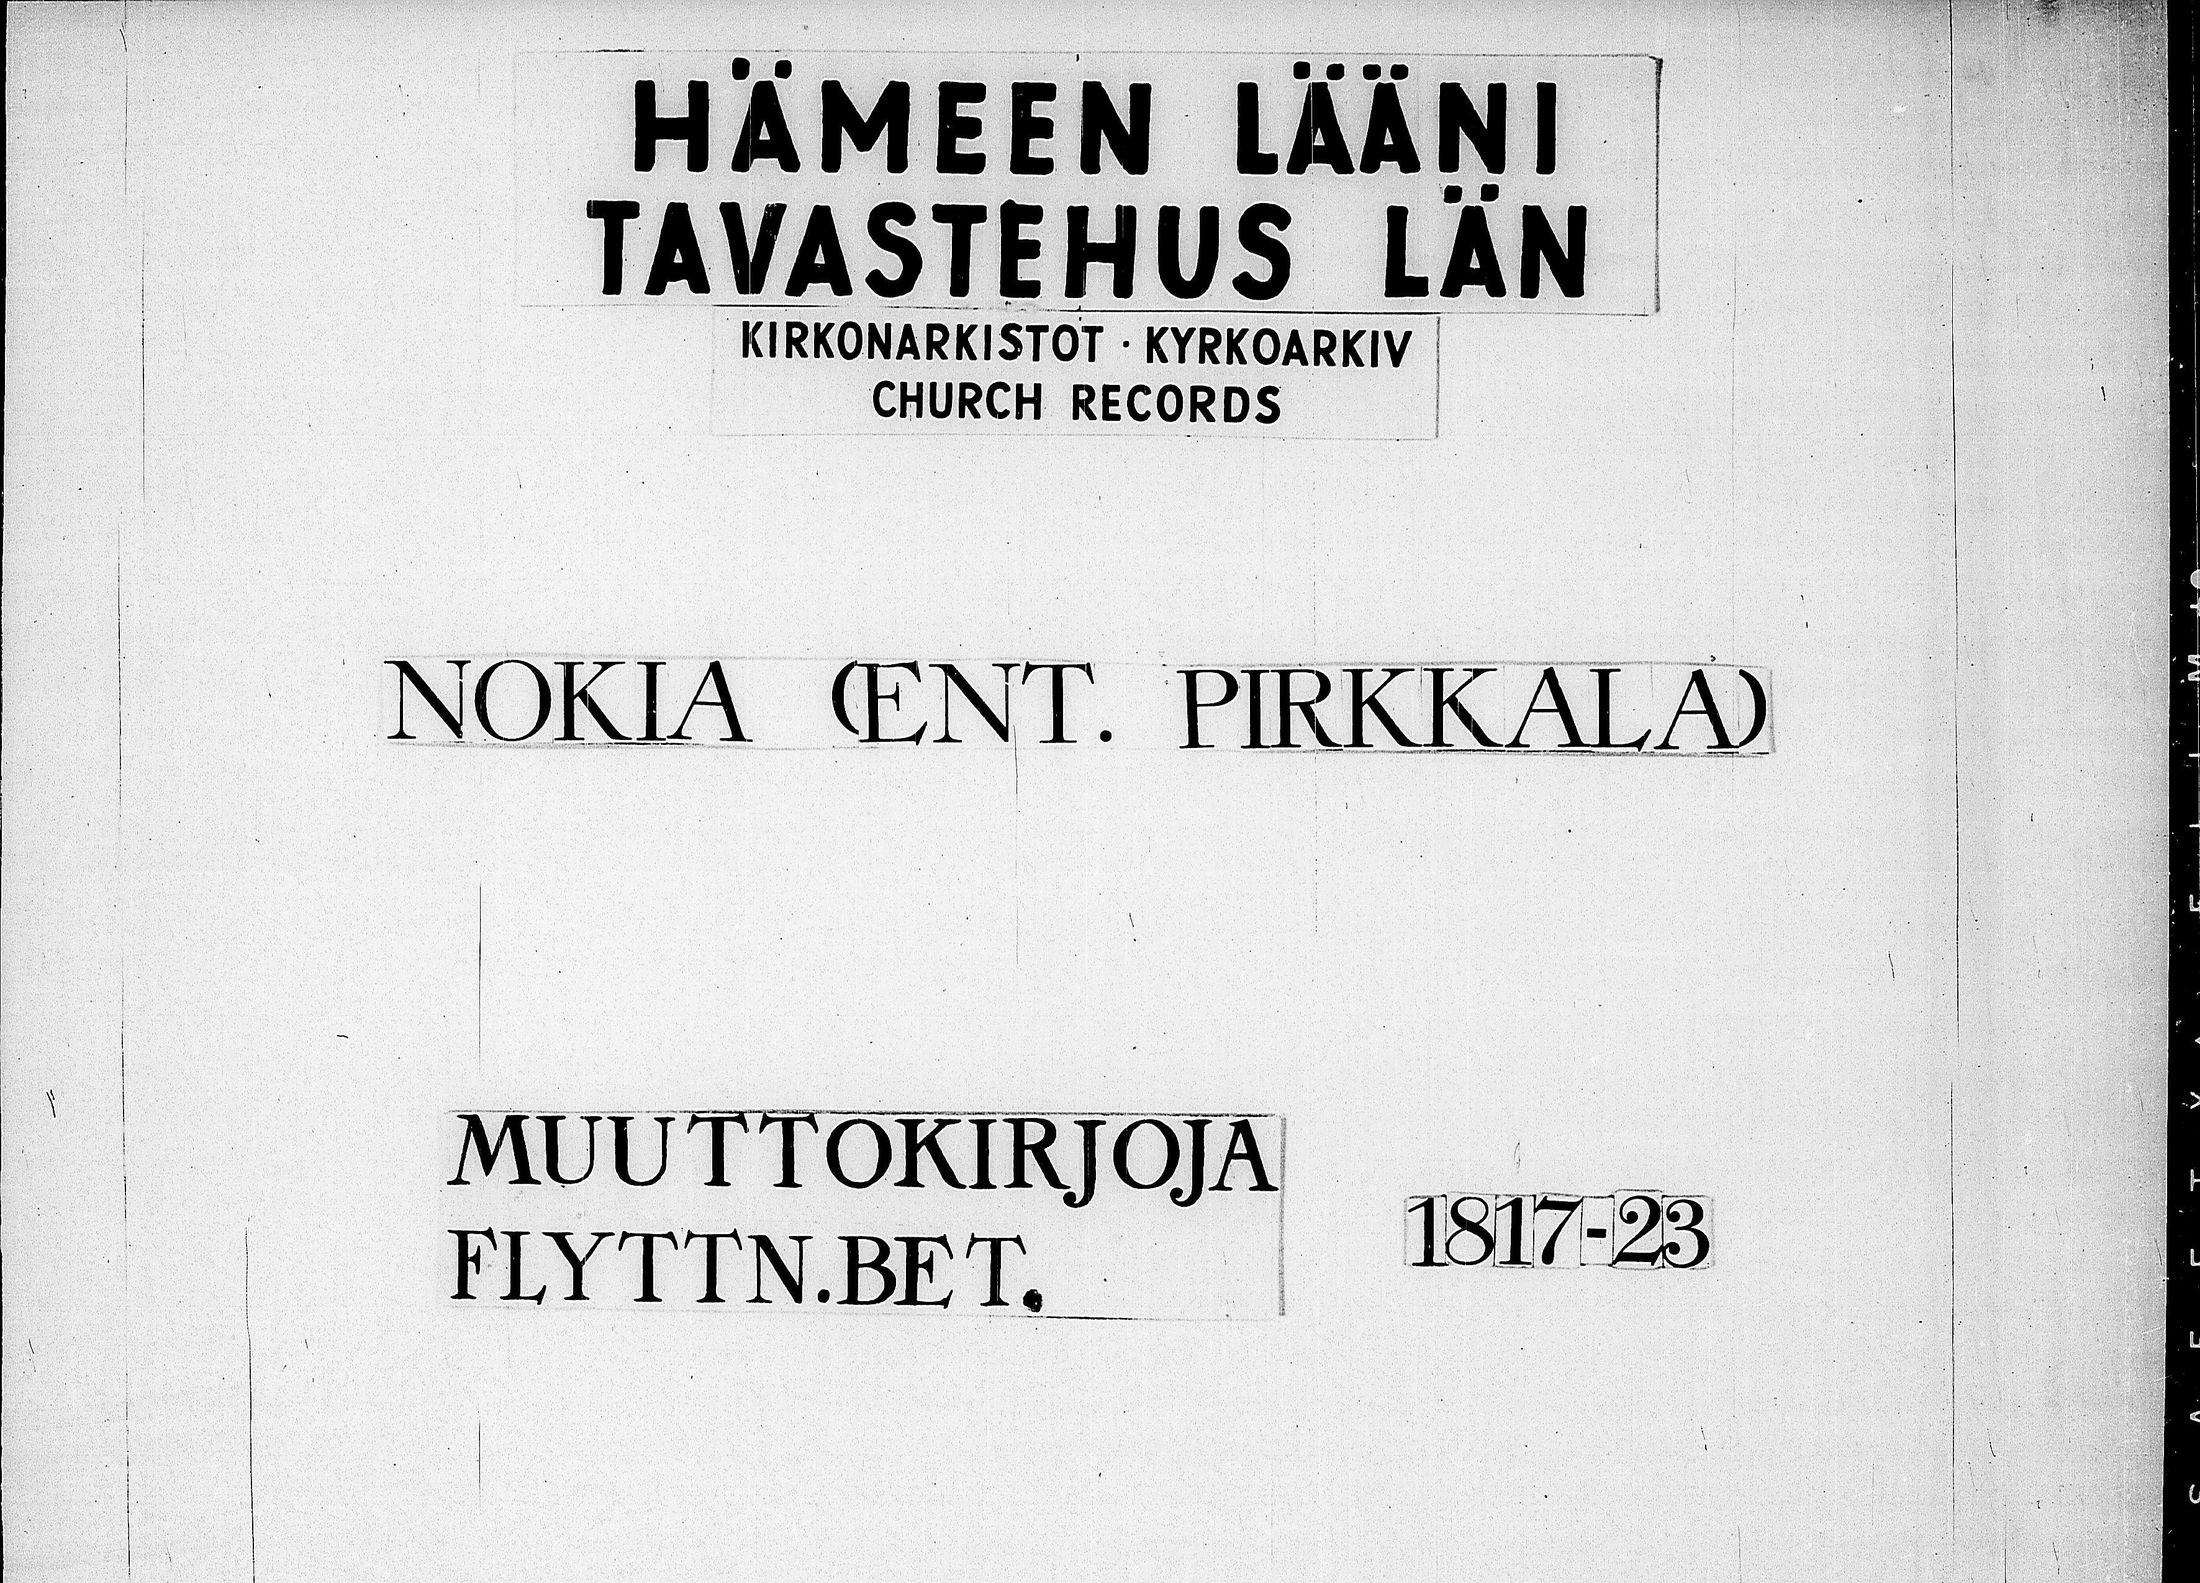 HÄMEEN LÄÄNI
TAVASTEHUS LÄN
KIRKONARKISTOT · KYRKOARKIV
CHURCH RECORDS
NOKIA (ENT. PIRKKALA)
MUUTTOKIRJOJA
FLYTTN.BET.
1817-23